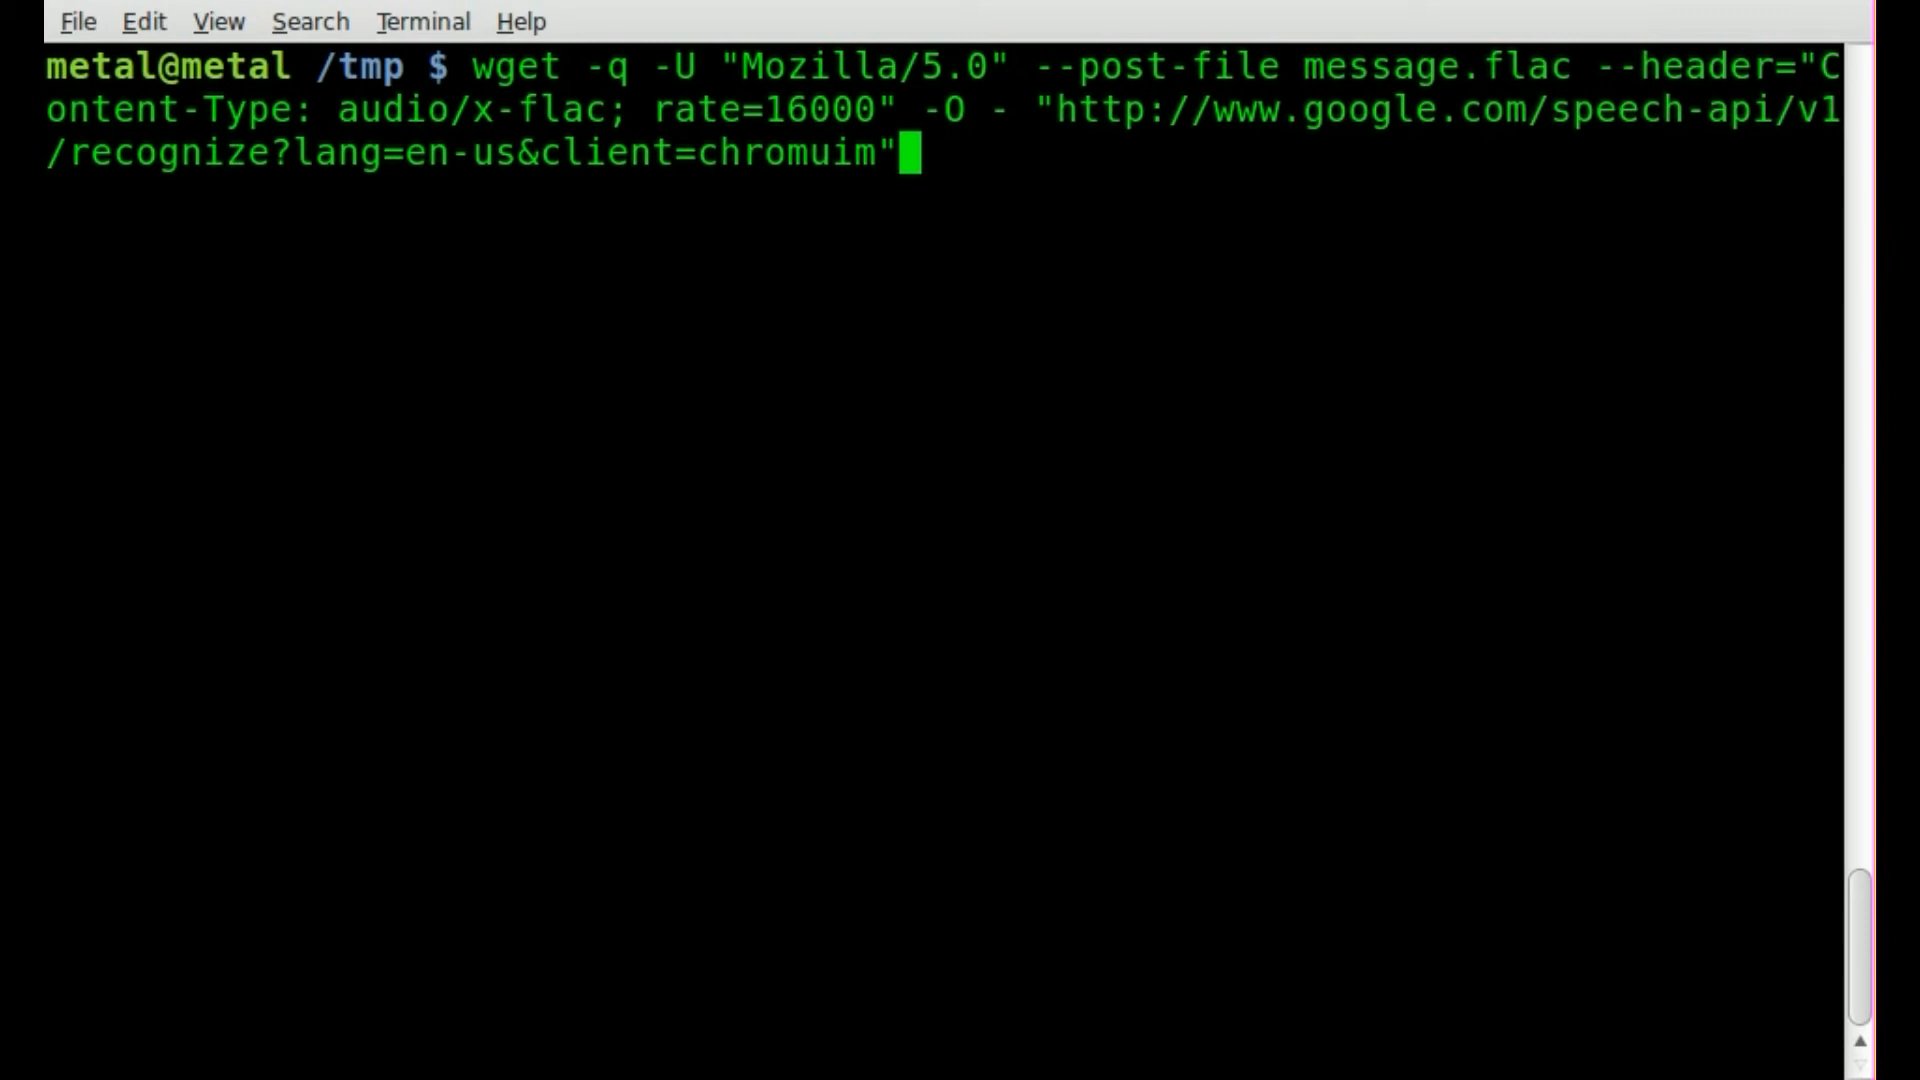 File Edit View Search Terminal Help
metal@metal /tmp $ wget -q -U "Mozilla/5.0" --post-file message.flac --header="C
ontent-Type: audio/x-flac; rate=16000" -O - "http://www.google.com/speech-api/v1
/recognize?lang=en-us&client=chromuim"